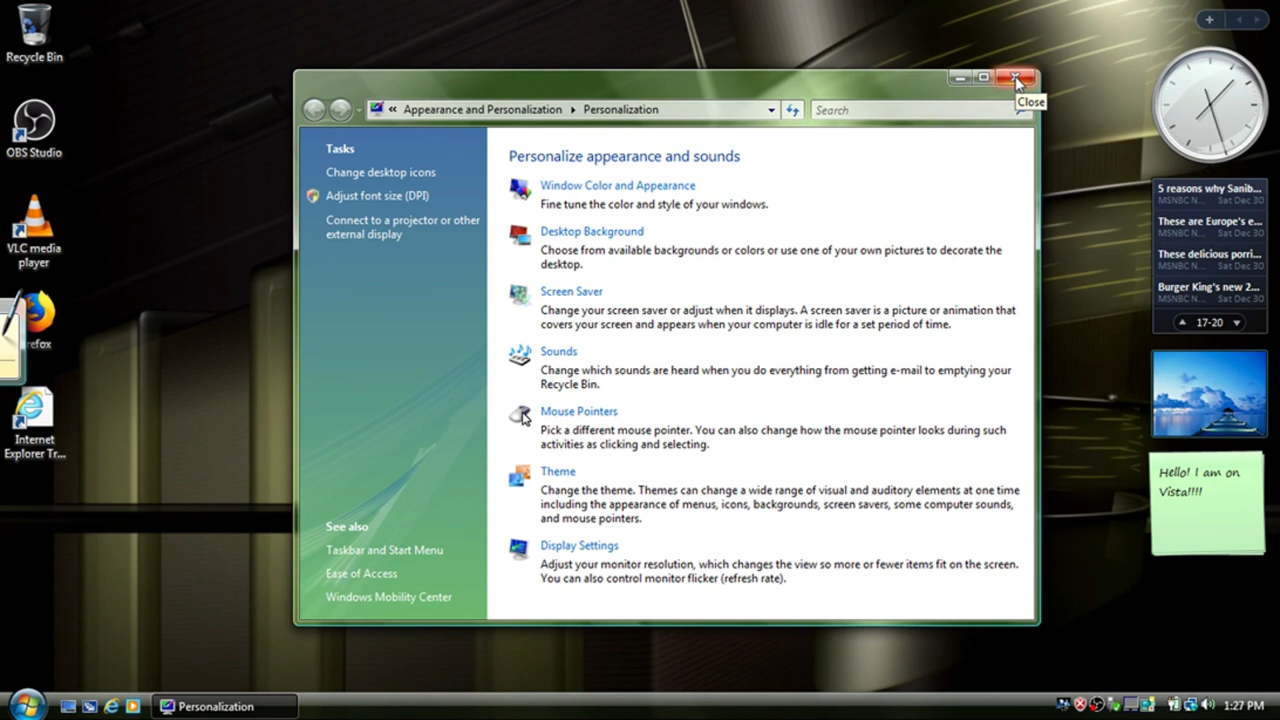 Recycle Bin
OBS Studio
VLC media
player
refox
Internet
Explorer Tr...
Appearance and Personalization
Personalization
Search
Close
Tasks
Change desktop icons
Adjust font size (DPI)
Connect to a projector or other
external display
See also
Taskbar and Start Menu
Ease of Access
Windows Mobility Center
Personalize appearance and sounds
Window Color and Appearance
Fine tune the color and style of your windows.
Desktop Background
Choose from available backgrounds or colors or use one of your own pictures to decorate the
desktop.
Screen Saver
Change your screen saver or adjust when it displays. A screen saver is a picture or animation that
covers your screen and appears when your computer is idle for a set period of time.
Sounds
Change which sounds are heard when you do everything from getting e-mail to emptying your
Recycle Bin.
Mouse Pointers
Pick a different mouse pointer. You can also change how the mouse pointer looks during such
activities as clicking and selecting.
Theme
Change the theme. Themes can change a wide range of visual and auditory elements at one time
including the appearance of menus, icons, backgrounds, screen savers, some computer sounds,
and mouse pointers.
Display Settings
Adjust your monitor resolution, which changes the view so more or fewer items fit on the screen.
You can also control monitor flicker (refresh rate).
5 reasons why Sanib...
MSNBC N... Sat Dec 30
These are Europe's e...
MSNBC N... Sat Dec 30
These delicious porri...
MSNBC N... Sat Dec 30
Burger King's new 2...
MSNBC N... Sat Dec 30
17-20
Hello! I am on
Vista!!!!
Personalization
1:27 PM